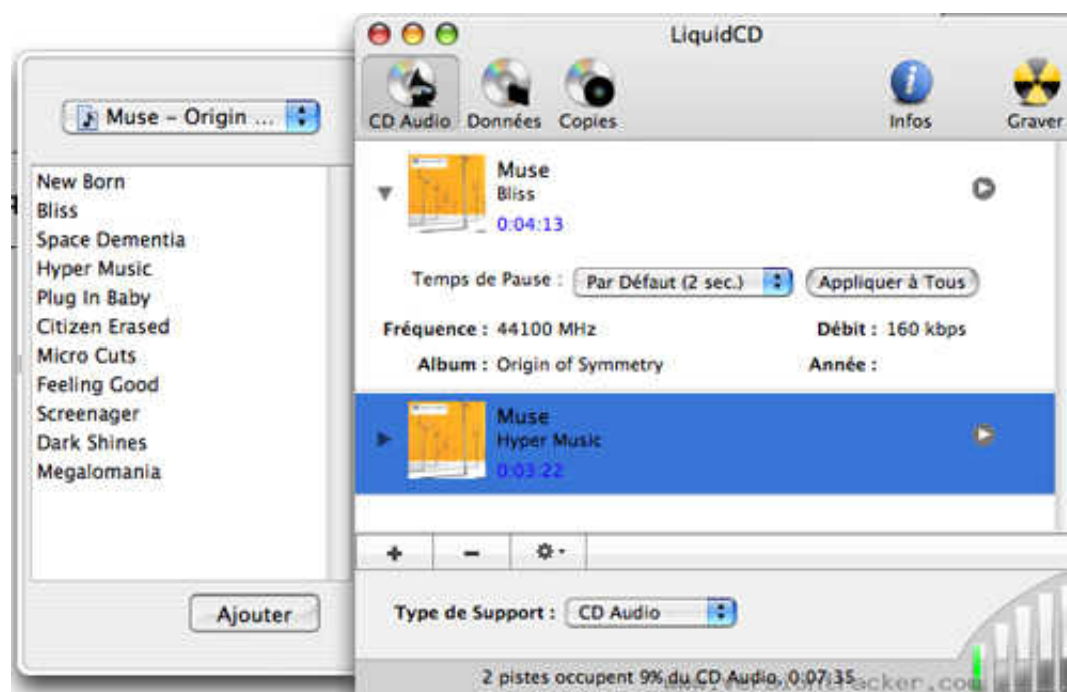 LiquidCD
CD Audio Données Copies Infos Graver
Muse – Origin ...
New Born
Bliss
Space Dementia
Hyper Music
Plug In Baby
Citizen Erased
Micro Cuts
Feeling Good
Screenager
Dark Shines
Megalomania
Ajouter
Muse
Bliss
0:04:13
Temps de Pause : Par Défaut (2 sec.) Appliquer à Tous
Fréquence : 44100 MHz Débit : 160 kbps
Album : Origin of Symmetry Année :
Muse
Hyper Music
0:03:22
Type de Support : CD Audio
2 pistes occupent 9% du CD Audio, 0:07:35